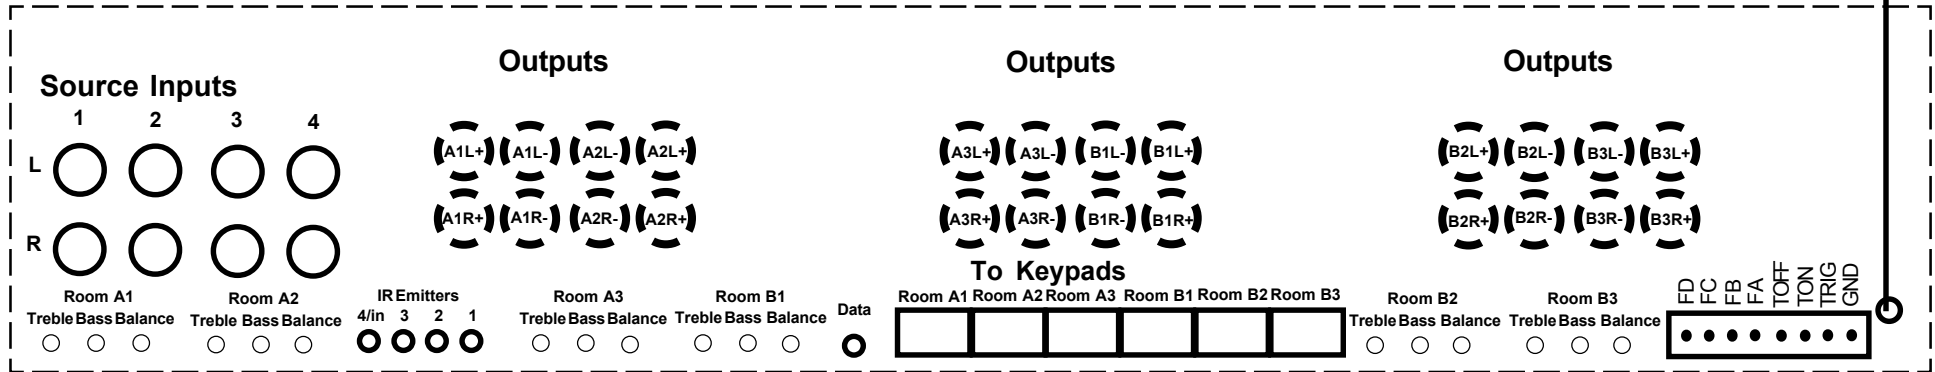 Outputs Outputs Outputs
Source Inputs
1 2 3 4
L
R
A1L+ A1L- A2L- A2L+
A1R+ A1R- A2R- A2R+
A3L+ A3L- B1L- B1L+
A3R+ A3R- B1R- B1R+
B2L+ B2L- B3L- B3L+
B2R+ B2R- B3R- B3R+
Room A1
Treble Bass Balance
Room A2
Treble Bass Balance
IR Emitters
4/in 3 2 1
Room A3
Treble Bass Balance
Room B1
Treble Bass Balance
Data
To Keypads
Room A1 Room A2 Room A3 Room B1 Room B2 Room B3
Room B2
Treble Bass Balance
Room B3
Treble Bass Balance
FD
FC
FB
FA
TOFF
TON
TRIG
GND